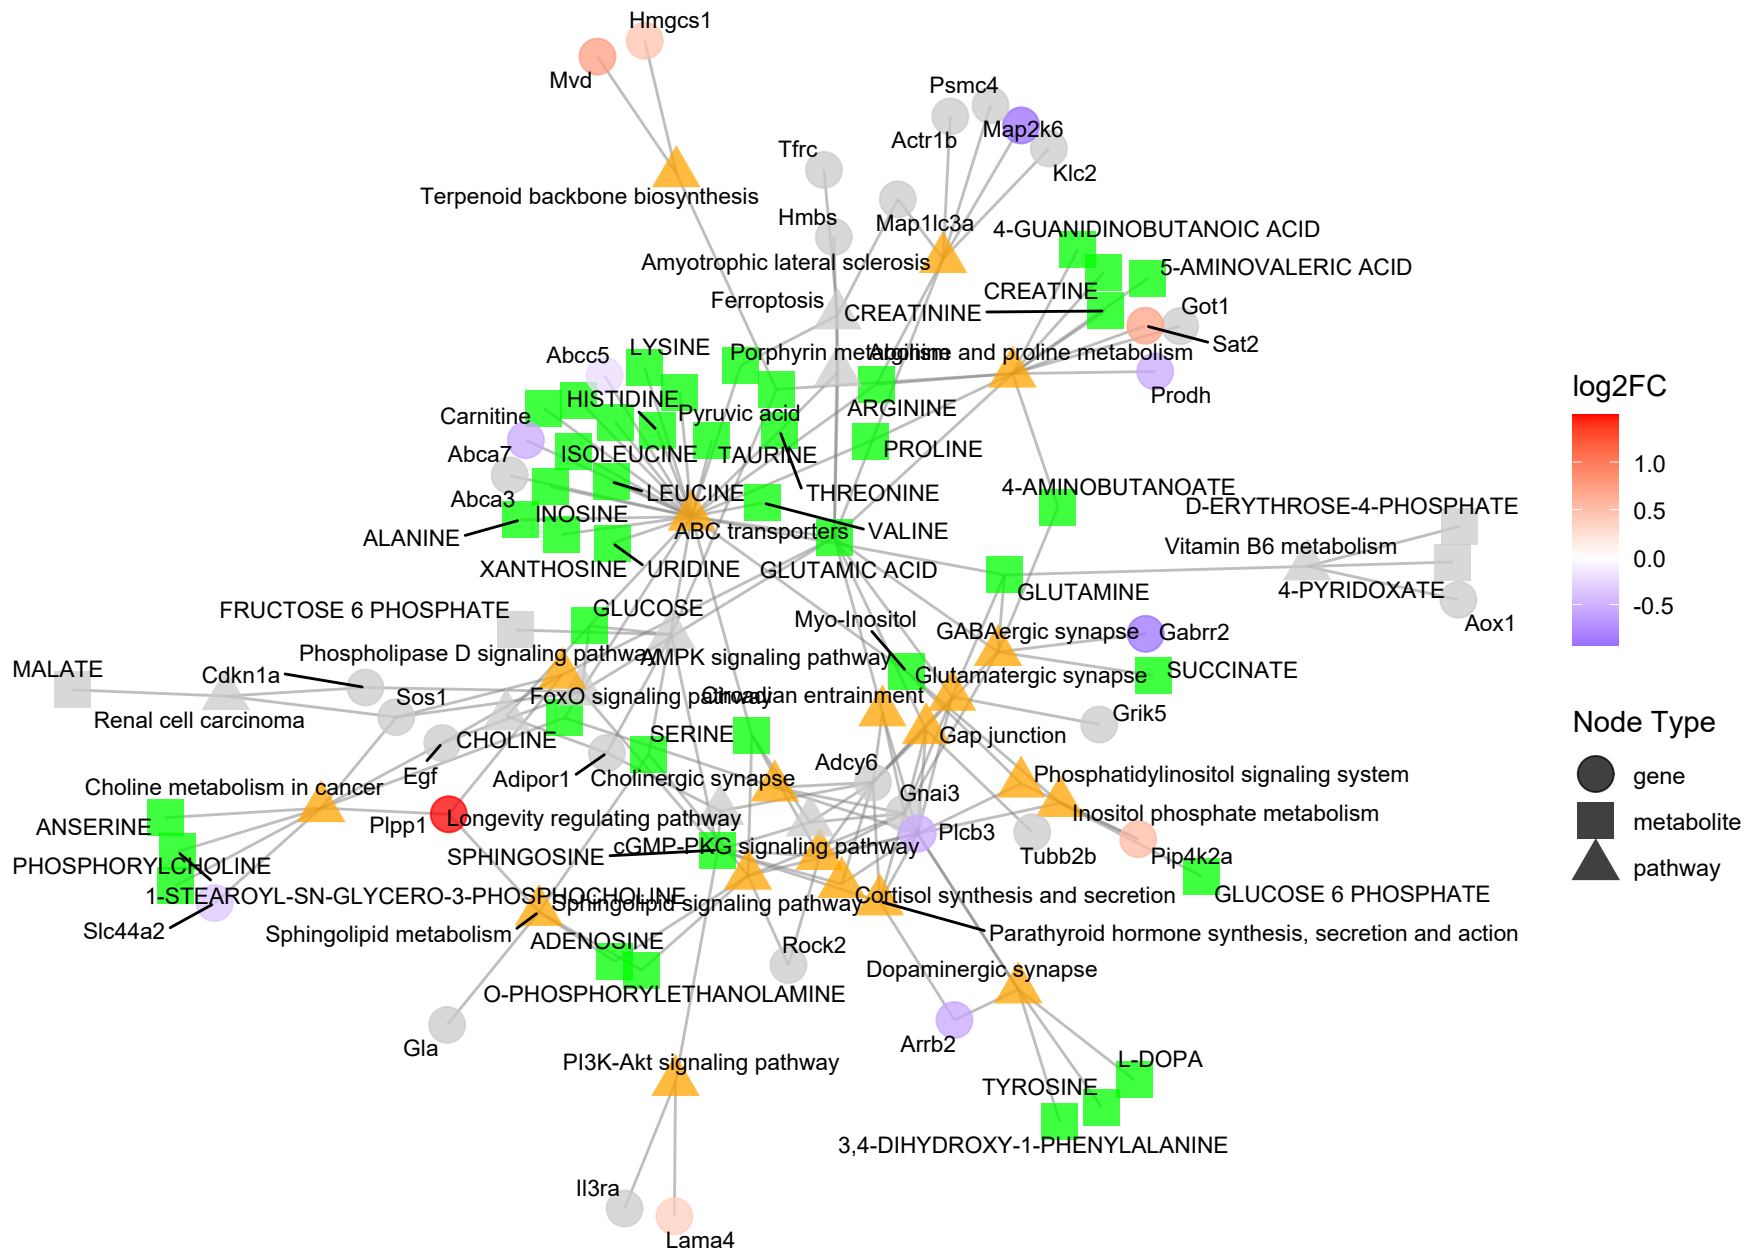 Hmgcs1
Mvd
Psmc4
Map2k6
Actr1b
Tfrc
Klc2
Terpenoid backbone biosynthesis
Hmbs
Map1lc3a
4-GUANIDINOBUTANOIC ACID
Amyotrophic lateral sclerosis
5-AMINOVALERIC ACID
CREATINE
Ferroptosis
Got1
CREATININE
Sat2
LYSINE
Abcc5
Porphyrin metabolism
Arginine and proline metabolism
log2FC
Prodh
HISTIDINE
Pyruvic acid
ARGININE
Carnitine
PROLINE
Abca7
ISOLEUCINE
TAURINE
1.0
LEUCINE
THREONINE
4-AMINOBUTANOATE
Abca3
D-ERYTHROSE-4-PHOSPHATE
0.5
INOSINE
ABC transporters
VALINE
ALANINE
Vitamin B6 metabolism
0.0
XANTHOSINE
URIDINE
GLUTAMIC ACID
GLUTAMINE
4-PYRIDOXATE
-0.5
FRUCTOSE 6 PHOSPHATE
GLUCOSE
Myo-Inositol
Aox1
GABAergic synapse
Gabrr2
Phospholipase D signaling pathway
AMPK signaling pathway
MALATE
Cdkn1a
Glutamatergic synapse
SUCCINATE
Sos1
FoxO signaling pathway
Circadian entrainment
Renal cell carcinoma
Grik5
Node Type
CHOLINE
SERINE
Gap junction
Egf
Adipor1
Cholinergic synapse
Adcy6
Phosphatidylinositol signaling system
gene
Choline metabolism in cancer
Gnai3
Inositol phosphate metabolism
ANSERINE
Plpp1
Longevity regulating pathway
Plcb3
metabolite
SPHINGOSINE
cGMP-PKG signaling pathway
Tubb2b
Pip4k2a
PHOSPHORYLCHOLINE
pathway
1-STEAROYL-SN-GLYCERO-3-PHOSPHOCHOLINE
Cortisol synthesis and secretion
GLUCOSE 6 PHOSPHATE
Sphingolipid signaling pathway
Slc44a2
Sphingolipid metabolism
ADENOSINE
Rock2
Parathyroid hormone synthesis, secretion and action
Dopaminergic synapse
O-PHOSPHORYLETHANOLAMINE
Gla
Arrb2
PI3K-Akt signaling pathway
L-DOPA
TYROSINE
3,4-DIHYDROXY-1-PHENYLALANINE
Il3ra
Lama4